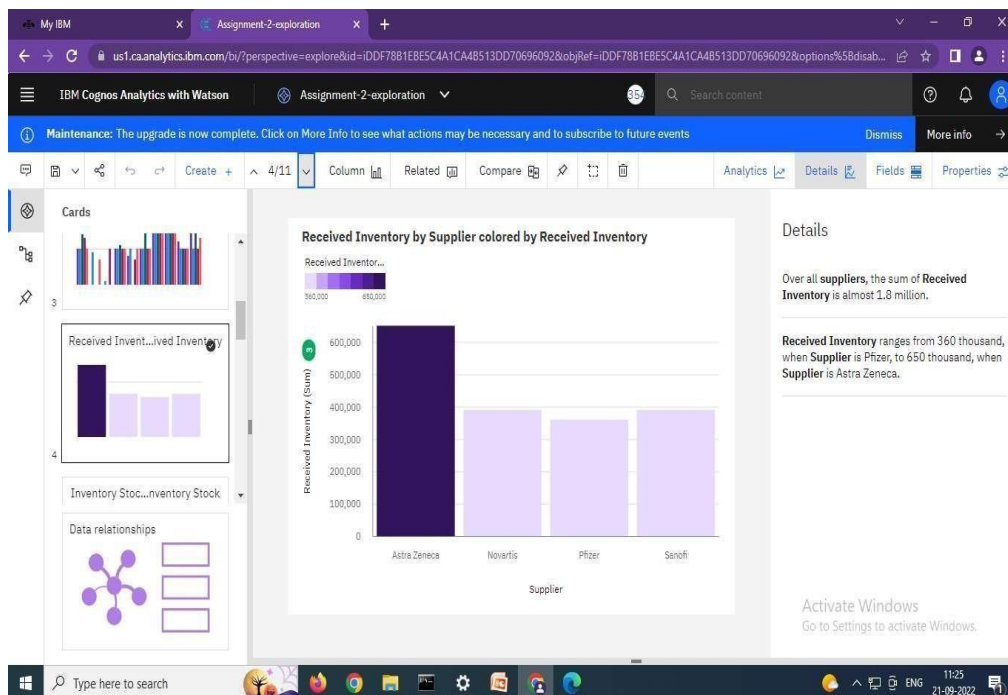 My IBM
Assignment-2-exploration
us1.ca.analytics.ibm.com/bi/?perspective=explore&id=iDDF78B1EBE5C4A1CA4B513DD70696092&objRef=iDDF78B1EBE5C4A1CA4B513DD70696092&options%5Bdisab...
IBM Cognos Analytics with Watson
Assignment-2-exploration
354
Search content
Maintenance: The upgrade is now complete. Click on More Info to see what actions may be necessary and to subscribe to future events
Dismiss
More info
Create +
4/11
Column
Related
Compare
Analytics
Details
Fields
Properties
Cards
3
Received Invent...ived Inventory
4
Inventory Stoc...nventory Stock
Data relationships
Received Inventory by Supplier colored by Received Inventory
Received Inventor...
360,000 650,000
3
Received Inventory (Sum)
600,000
500,000
400,000
300,000
200,000
100,000
0
Astra Zeneca Novartis Pfizer Sanofi
Supplier
Details
Over all suppliers, the sum of Received
Inventory is almost 1.8 million.
Received Inventory ranges from 360 thousand,
when Supplier is Pfizer, to 650 thousand, when
Supplier is Astra Zeneca.
Activate Windows
Go to Settings to activate Windows.
Type here to search
ENG
11:25
21-09-2022